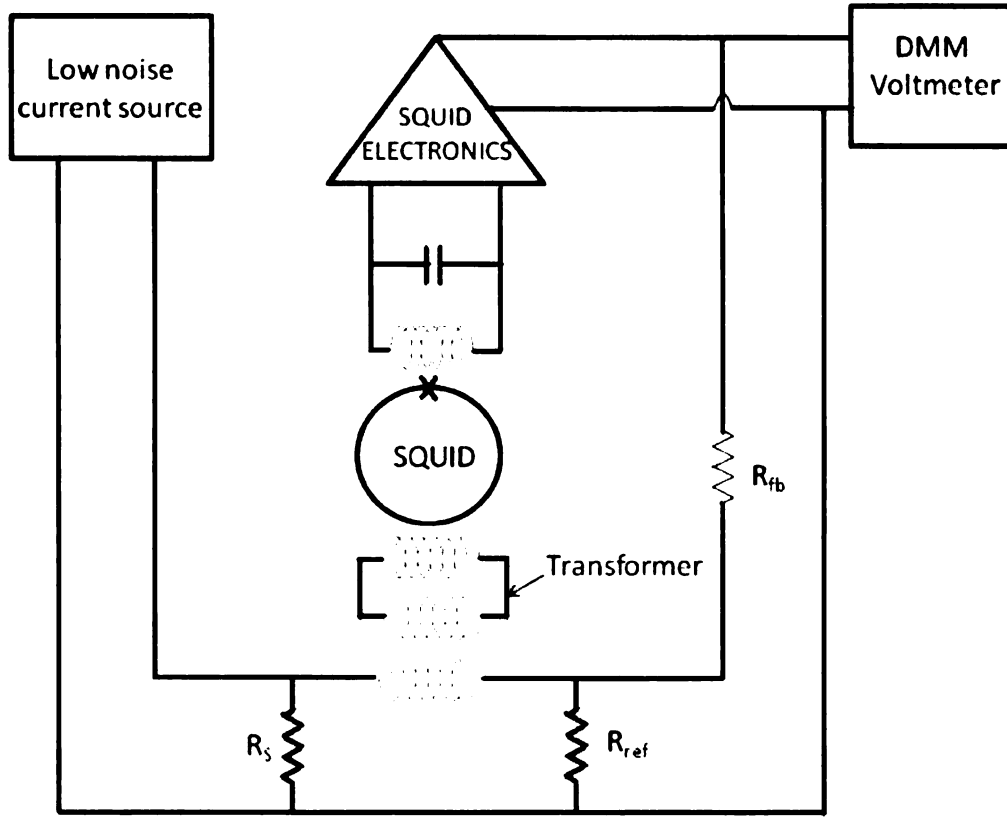 Low noise
current source
SQUID
ELECTRONICS
DMM
Voltmeter
SQUID
R_fb
Transformer
R_s
R_ref